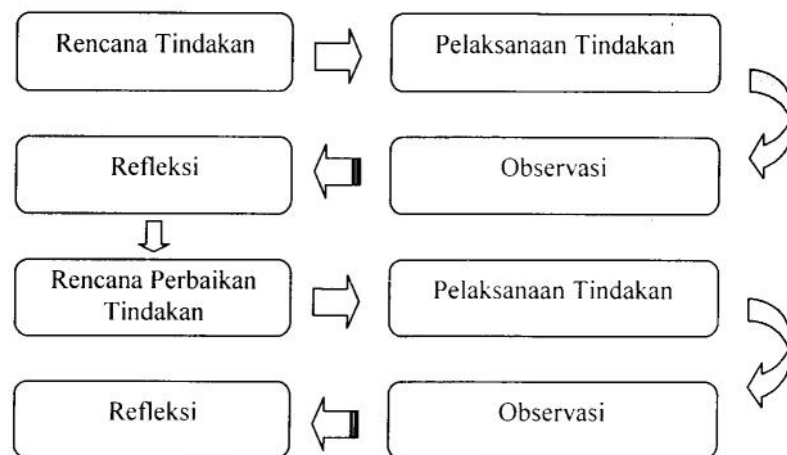 Rencana Tindakan
Pelaksanaan Tindakan
Refleksi
Observasi
Rencana Perbaikan
Tindakan
Pelaksanaan Tindakan
Refleksi
Observasi